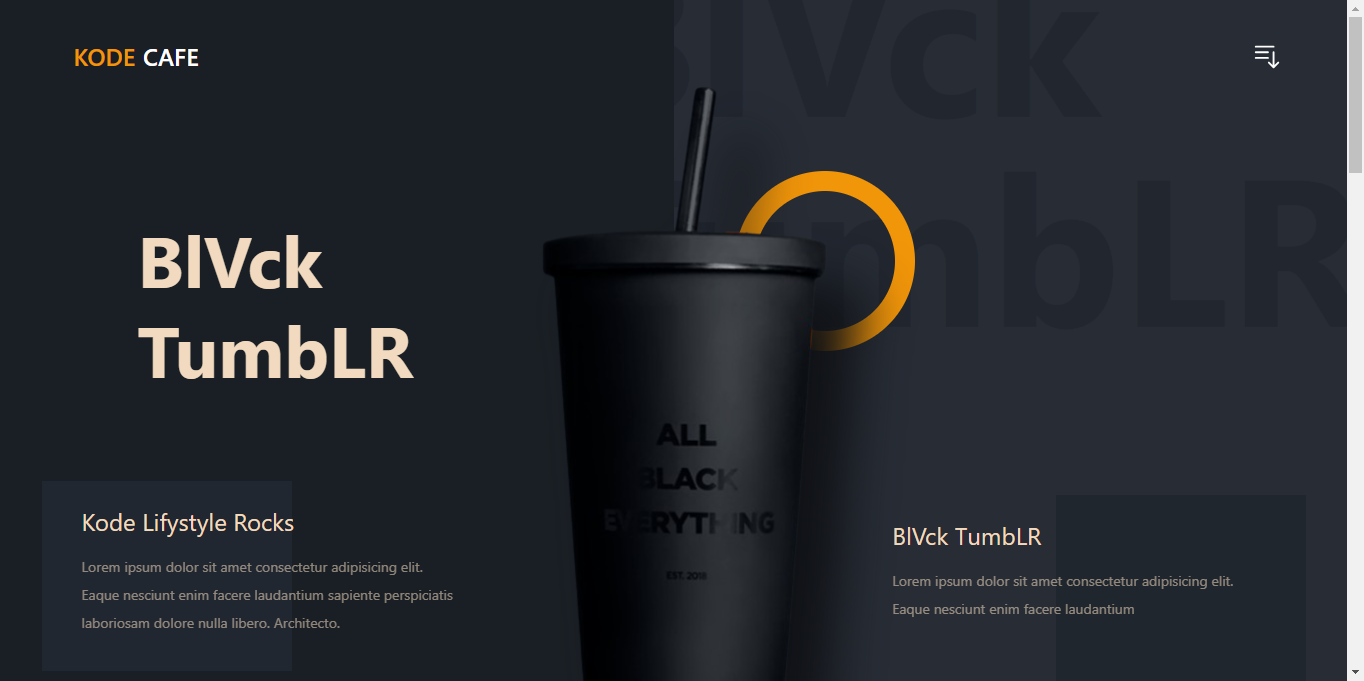 KODE CAFE
BlVck
TumbLR
BlVck
TumbLR
ALL
BLACK
EVERYTHING
EST. 2018
Kode Lifystyle Rocks
Lorem ipsum dolor sit amet consectetur adipisicing elit.
Eaque nesciunt enim facere laudantium sapiente perspiciatis
laboriosam dolore nulla libero. Architecto.
BlVck TumbLR
Lorem ipsum dolor sit amet consectetur adipisicing elit.
Eaque nesciunt enim facere laudantium